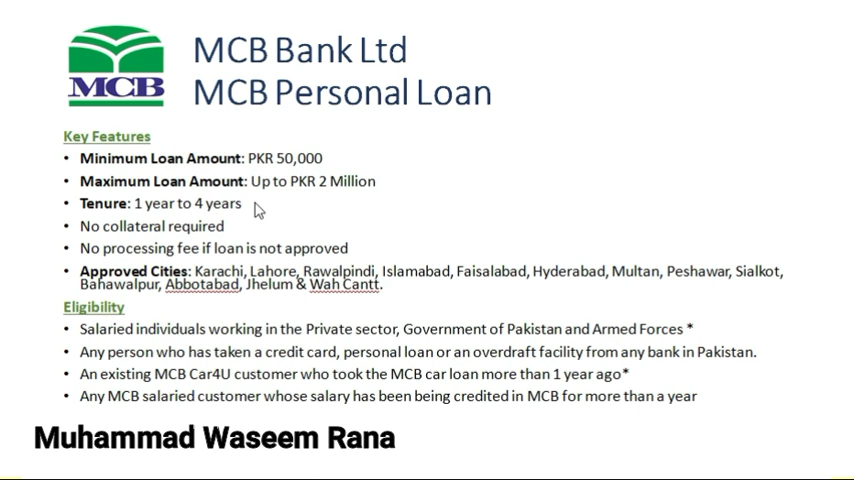 MCB
MCB Bank Ltd
MCB Personal Loan
Key Features
• Minimum Loan Amount: PKR 50,000
• Maximum Loan Amount: Up to PKR 2 Million
• Tenure: 1 year to 4 years
• No collateral required
• No processing fee if loan is not approved
• Approved Cities: Karachi, Lahore, Rawalpindi, Islamabad, Faisalabad, Hyderabad, Multan, Peshawar, Sialkot,
Bahawalpur, Abbotabad, Jhelum & Wah Cantt.
Eligibility
• Salaried individuals working in the Private sector, Government of Pakistan and Armed Forces *
• Any person who has taken a credit card, personal loan or an overdraft facility from any bank in Pakistan.
• An existing MCB Car4U customer who took the MCB car loan more than 1 year ago*
• Any MCB salaried customer whose salary has been being credited in MCB for more than a year
Muhammad Waseem Rana